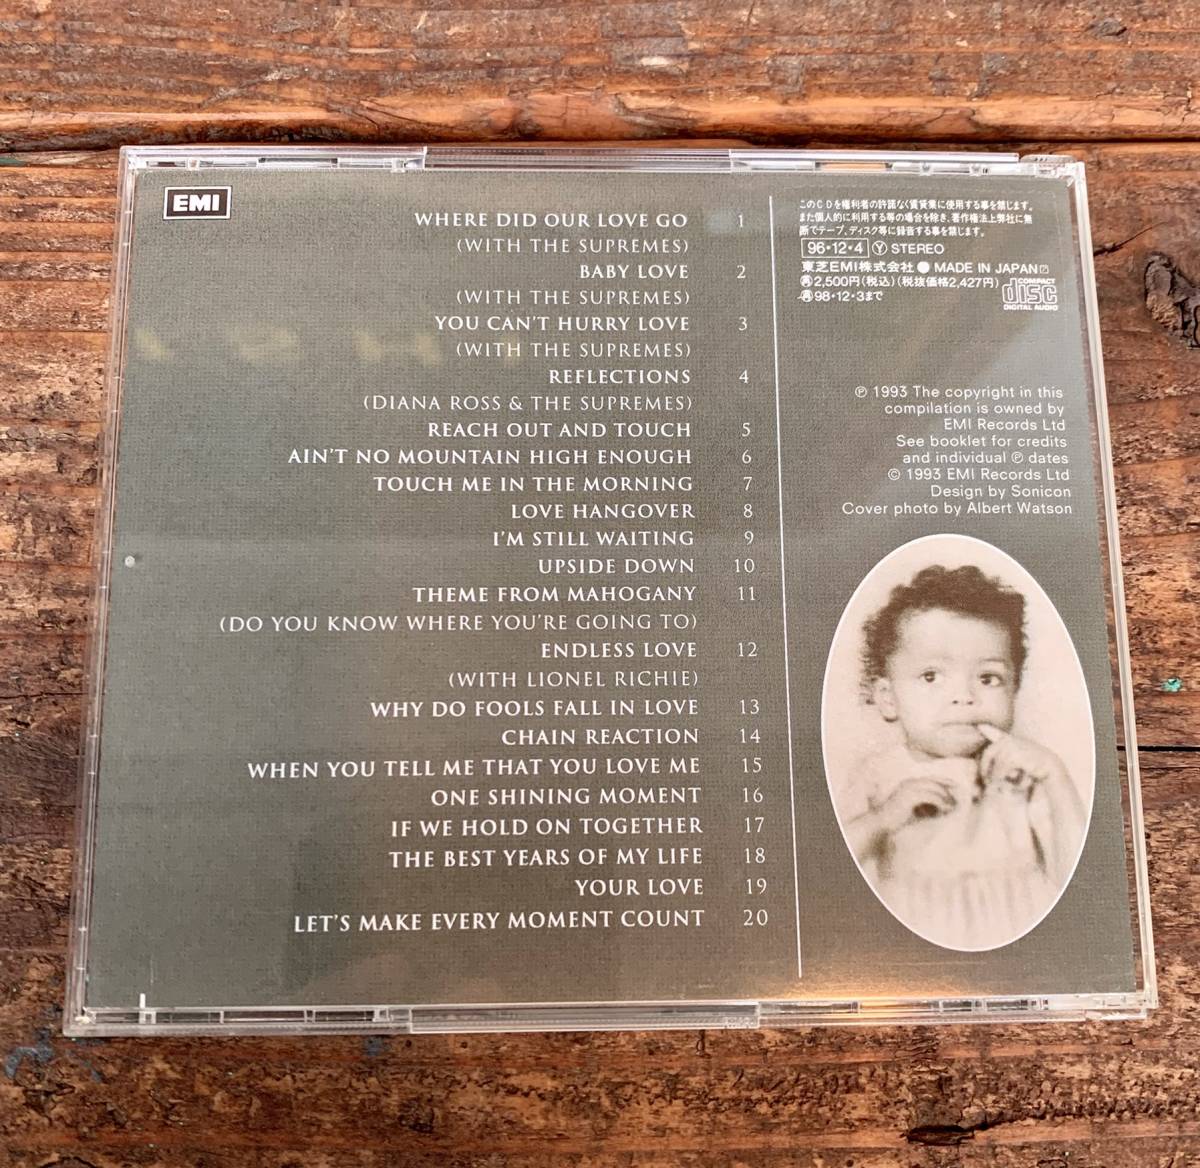 EMI
WHERE DID OUR LOVE GO 1
(WITH THE SUPREMES)
BABY LOVE 2
(WITH THE SUPREMES)
YOU CAN'T HURRY LOVE 3
(WITH THE SUPREMES)
REFLECTIONS 4
(DIANA ROSS & THE SUPREMES)
REACH OUT AND TOUCH 5
AIN'T NO MOUNTAIN HIGH ENOUGH 6
TOUCH ME IN THE MORNING 7
LOVE HANGOVER 8
I'M STILL WAITING 9
UPSIDE DOWN 10
THEME FROM MAHOGANY 11
(DO YOU KNOW WHERE YOU'RE GOING TO)
ENDLESS LOVE 12
(WITH LIONEL RICHIE)
WHY DO FOOLS FALL IN LOVE 13
CHAIN REACTION 14
WHEN YOU TELL ME THAT YOU LOVE ME 15
ONE SHINING MOMENT 16
IF WE HOLD ON TOGETHER 17
THE BEST YEARS OF MY LIFE 18
YOUR LOVE 19
LET'S MAKE EVERY MOMENT COUNT 20
このCDを権利者の許諾なく賃貸業に使用する事を禁じます。
また個人的に利用する等の場合を除き、著作権法上弊社に無
断でテープ、ディスク等に録音する事を禁じます。
96・12・4 Ⓨ STEREO
東芝EMI株式会社 ● MADE IN JAPAN
㋐2,500円(税込)(税抜価格2,427円)
㋐98・12・3まで
COMPACT
disc
DIGITAL AUDIO
℗ 1993 The copyright in this
compilation is owned by
EMI Records Ltd
See booklet for credits
and individual ℗ dates
© 1993 EMI Records Ltd
Design by Sonicon
Cover photo by Albert Watson